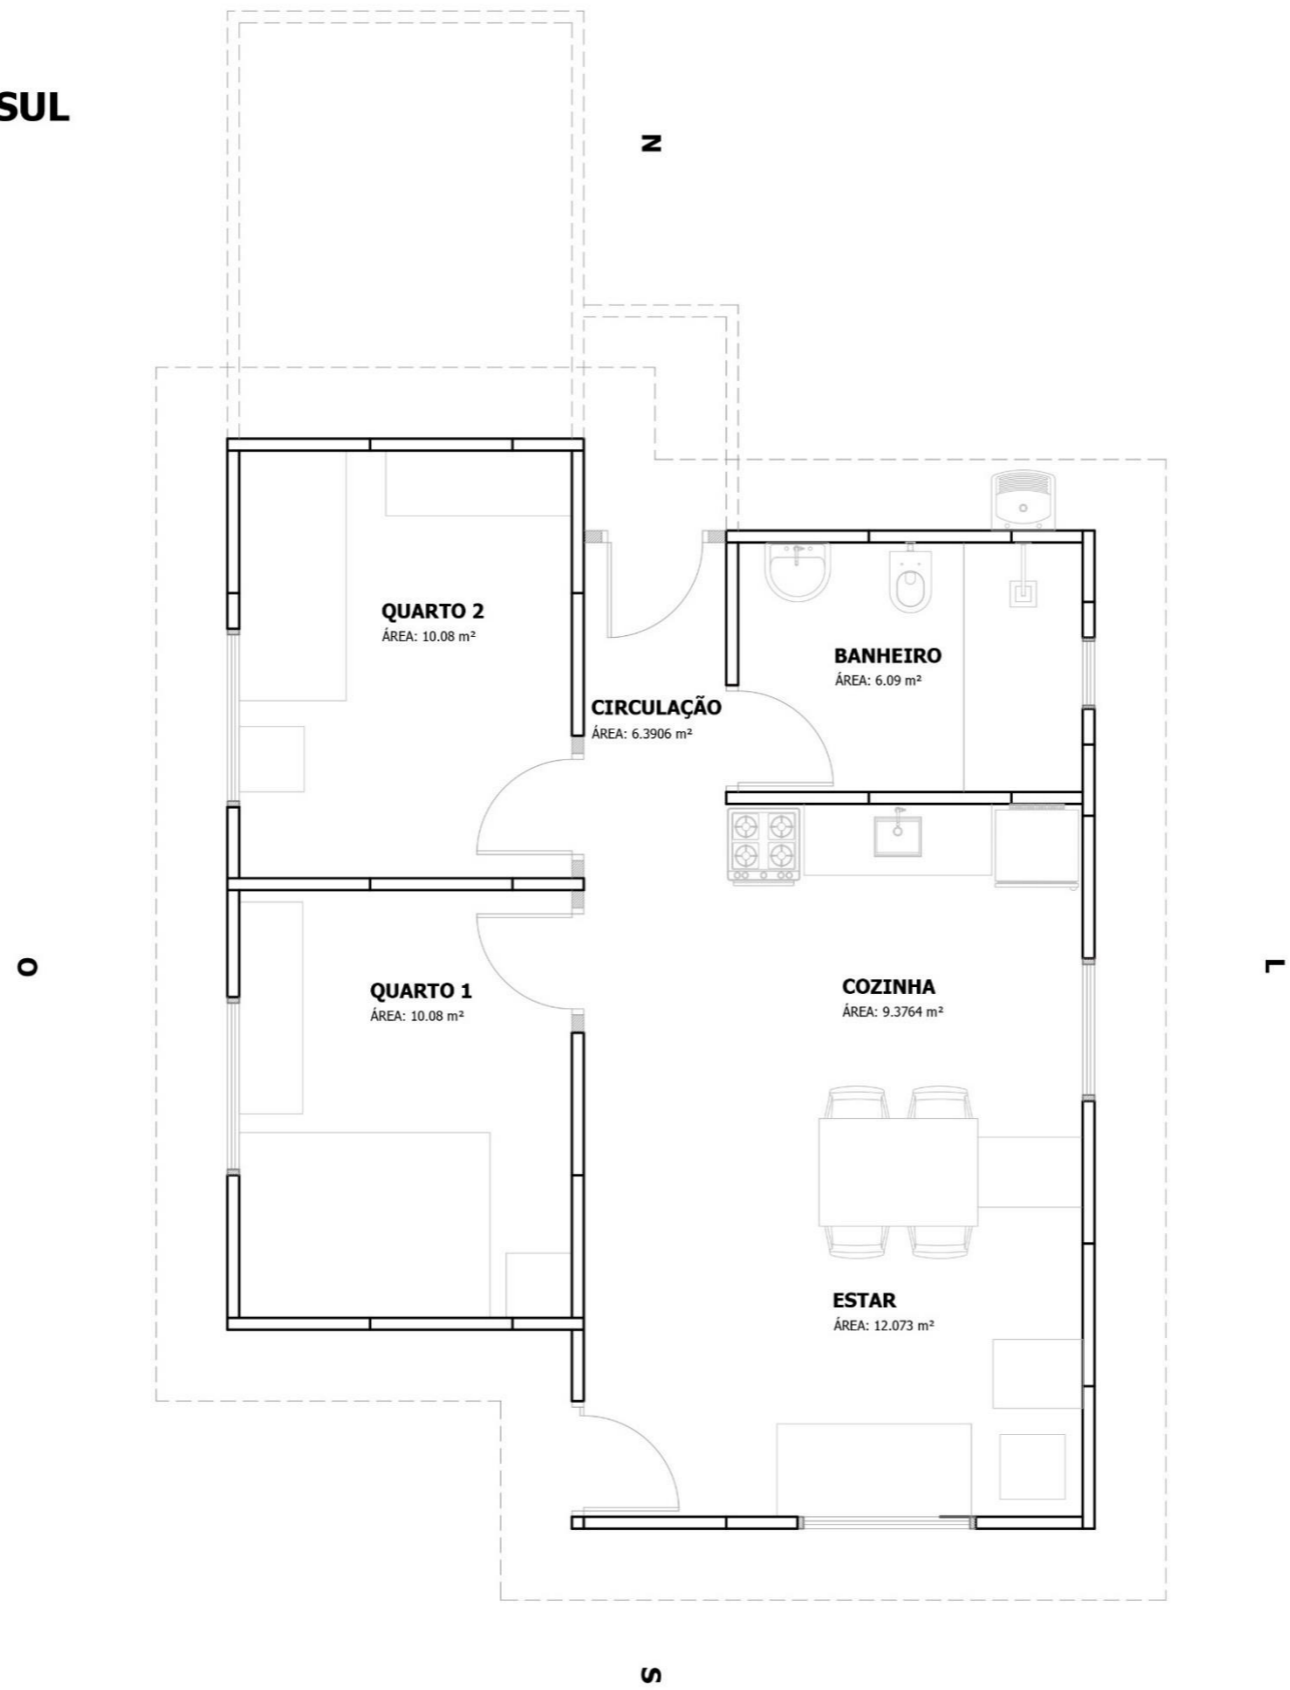 SUL
N
QUARTO 2
ÁREA: 10.08 m²
BANHEIRO
ÁREA: 6.09 m²
CIRCULAÇÃO
ÁREA: 6.3906 m²
O
L
QUARTO 1
ÁREA: 10.08 m²
COZINHA
ÁREA: 9.3764 m²
ESTAR
ÁREA: 12.073 m²
S